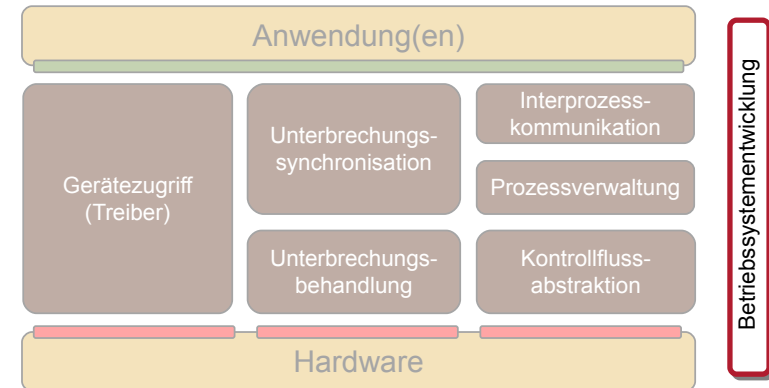 Anwendung(en)
Gerätezugriff
(Treiber)
Unterbrechungs-
synchronisation
Unterbrechungs-
behandlung
Interprozess-
kommunikation
Prozessverwaltung
Kontrollfluss-
abstraktion
Hardware
Betriebssystementwicklung